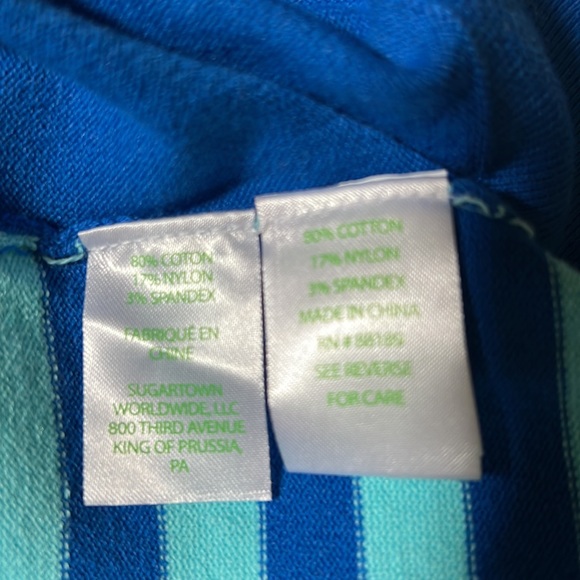 80% COTTON
17% NYLON
3% SPANDEX
FABRIQUÉ EN
CHINE
SUGARTOWN
WORLDWIDE, LLC
800 THIRD AVENUE
KING OF PRUSSIA,
PA
80% COTTON
17% NYLON
3% SPANDEX
MADE IN CHINA
RN #
SEE REVERSE
FOR CARE